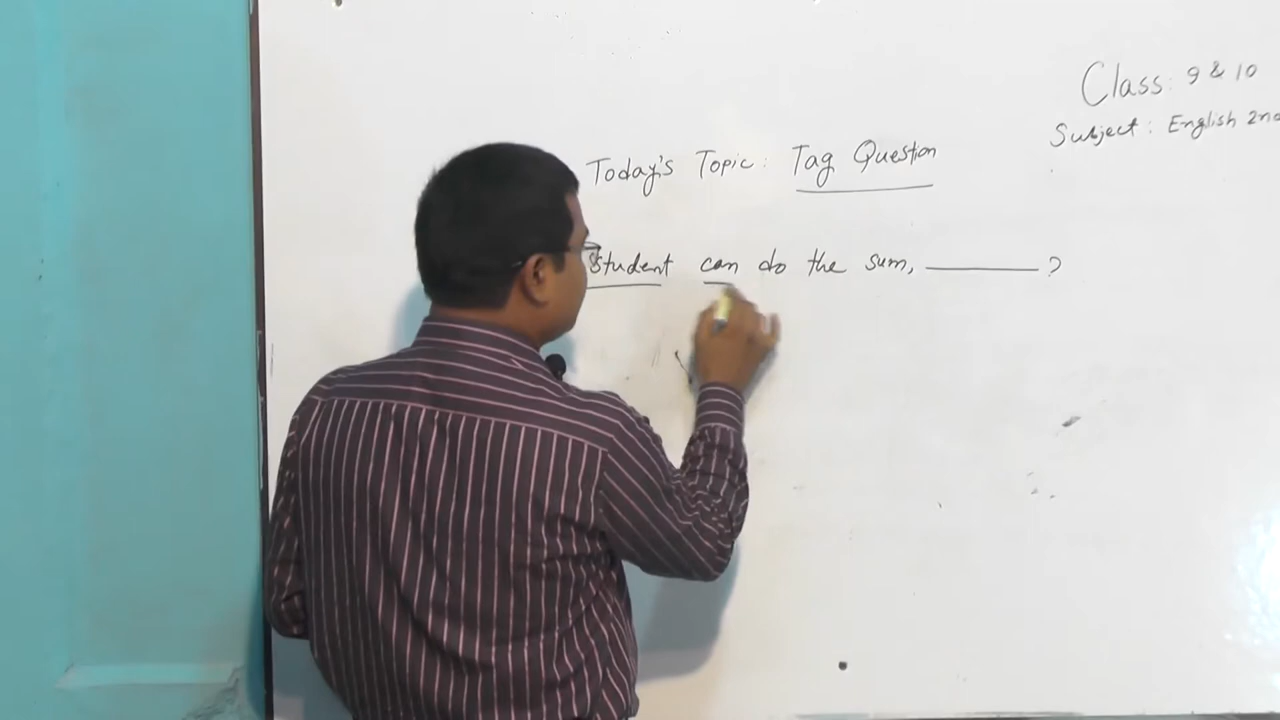 Class: 9 & 10
Subject: English 2nd
Today's Topic: Tag Question
student can do the sum, ______?